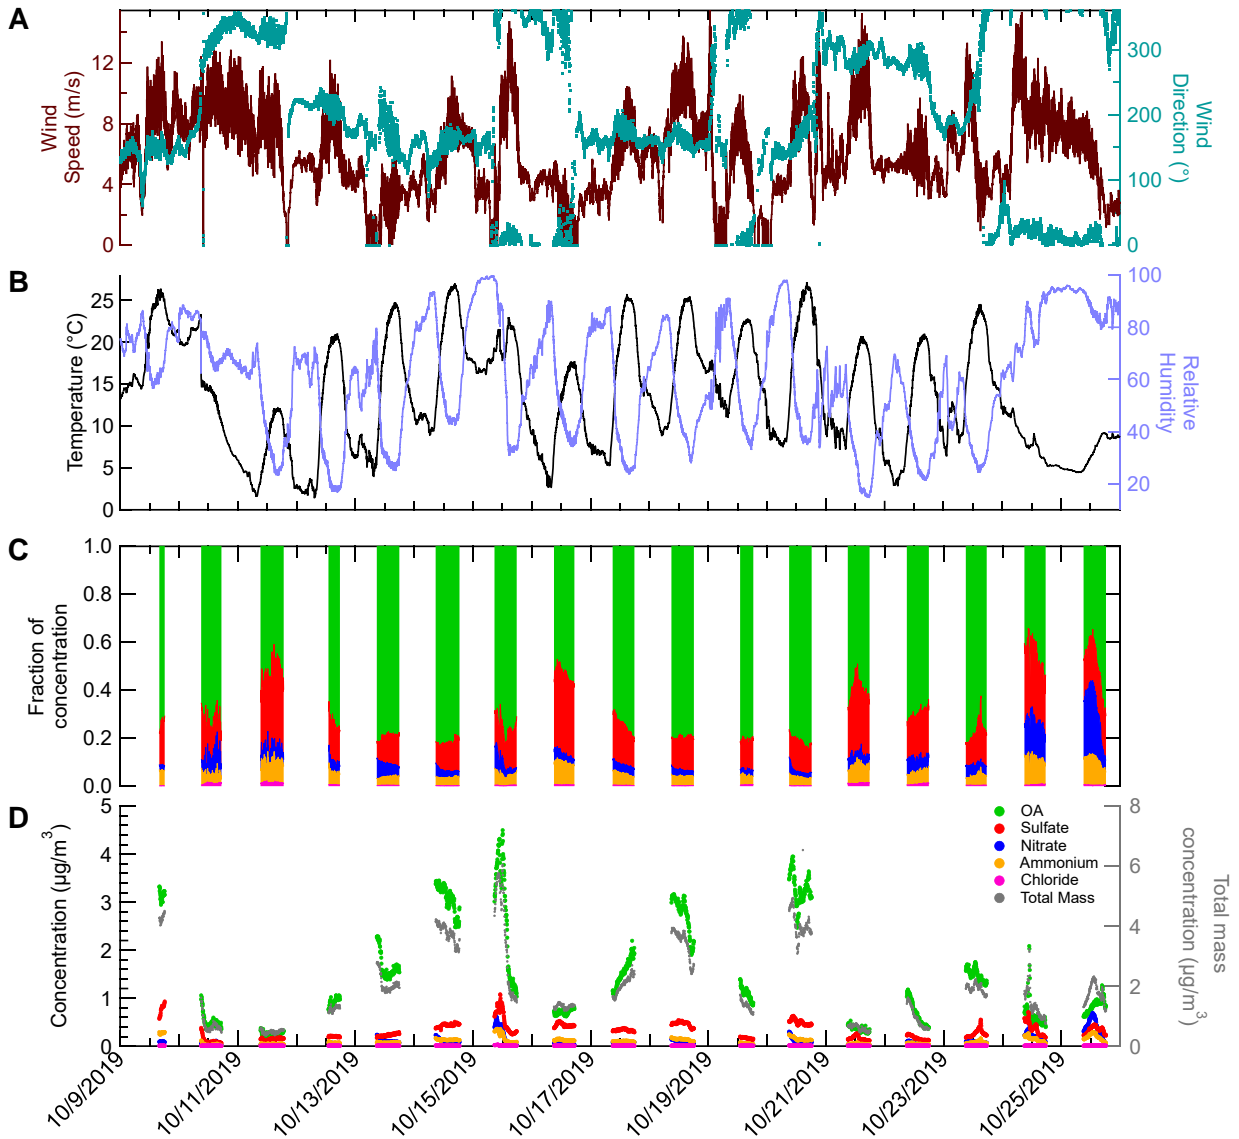 A
Wind
Speed (m/s)
12
8
4
0
300
200
100
0
Wind
Direction (°)
B
Temperature (°C)
25
20
15
10
5
0
100
80
60
40
20
Relative
Humidity
C
Fraction of
concentration
1.0
0.8
0.6
0.4
0.2
0.0
D
Concentration (µg/m³)
5
4
3
2
1
0
OA
Sulfate
Nitrate
Ammonium
Chloride
Total Mass
8
6
4
2
0
Total mass
concentration (µg/m³)
10/9/2019
10/11/2019
10/13/2019
10/15/2019
10/17/2019
10/19/2019
10/21/2019
10/23/2019
10/25/2019